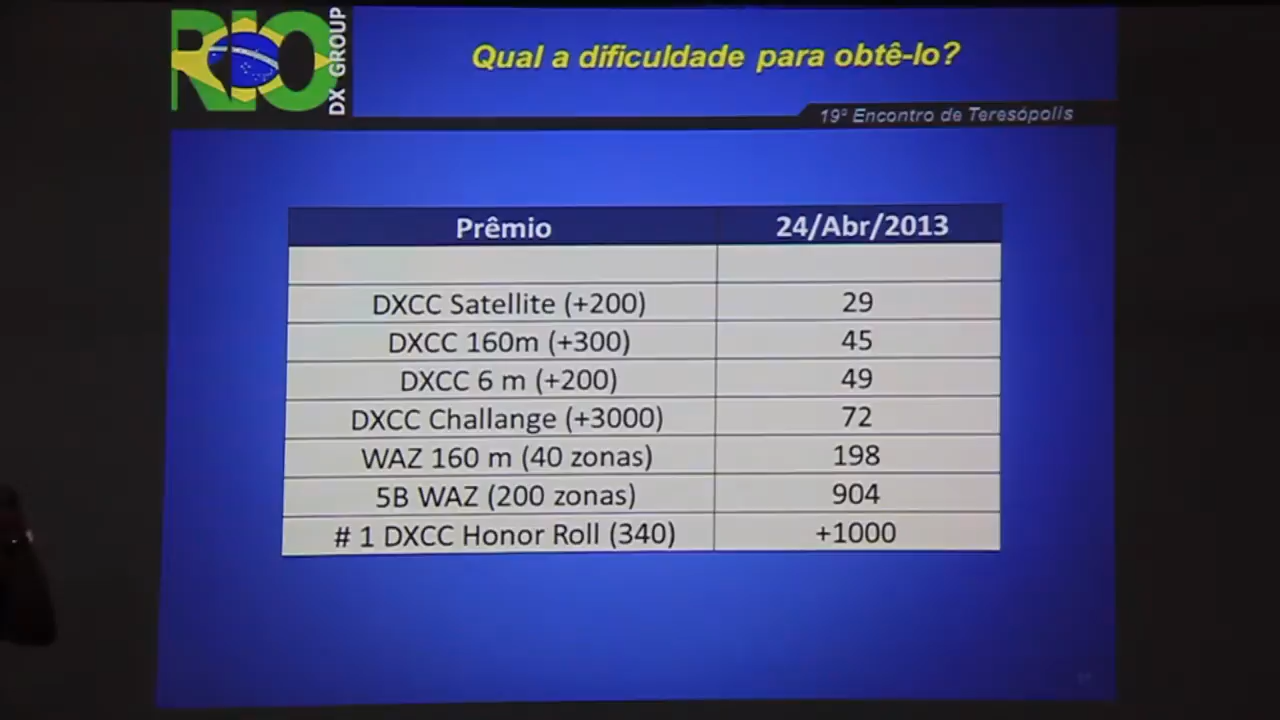 RIO
DX GROUP
Qual a dificuldade para obtê-lo?
19º Encontro de Teresópolis
Prêmio 24/Abr/2013
DXCC Satellite (+200) 29
DXCC 160m (+300) 45
DXCC 6 m (+200) 49
DXCC Challange (+3000) 72
WAZ 160 m (40 zonas) 198
5B WAZ (200 zonas) 904
# 1 DXCC Honor Roll (340) +1000